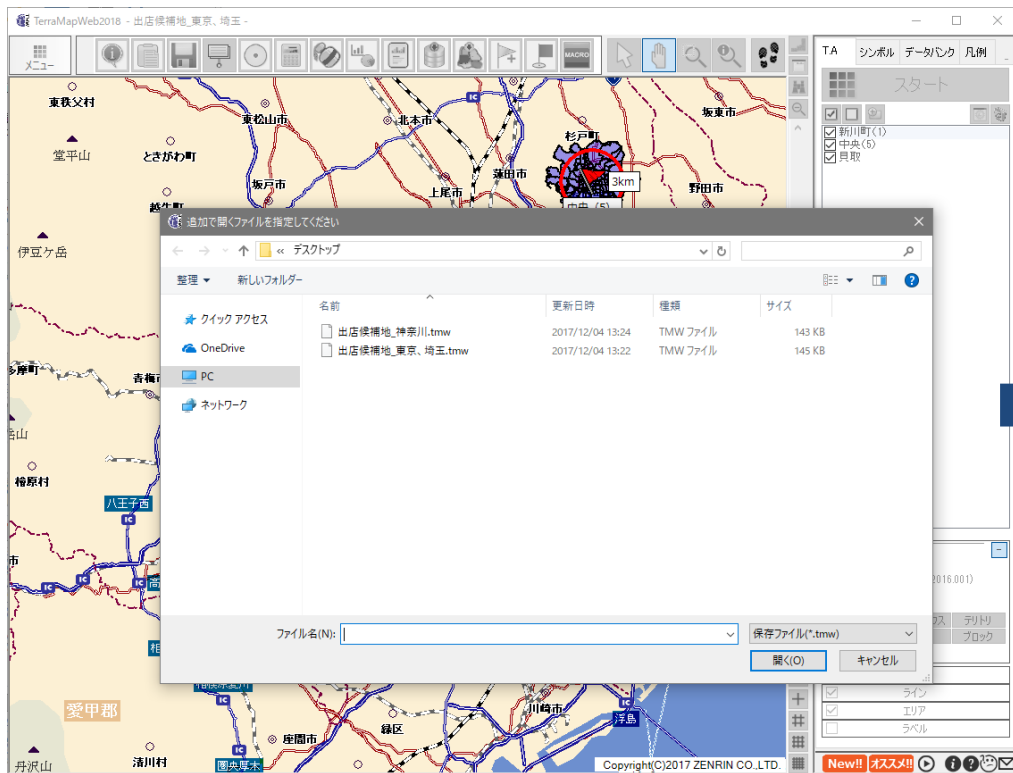 TerraMapWeb2018 - 出店候補地_東京、埼玉 -
メニュー
MACRO
T.A
シンボル
データバンク
凡例
スタート
新川町(1)
中央(5)
貝取
東秩父村
東松山市
北本市
IC
坂東市
堂平山
ときがわ町
杉戸町
坂戸市
上尾市
蓮田市
3km
野田市
伊豆ケ岳
追加で開くファイルを指定してください
« デスクトップ
整理
新しいフォルダー
名前
更新日時
種類
サイズ
クイック アクセス
出店候補地_神奈川.tmw
2017/12/04 13:24
TMW ファイル
143 KB
OneDrive
出店候補地_東京、埼玉.tmw
2017/12/04 13:22
TMW ファイル
145 KB
PC
ネットワーク
青梅
檜原村
八王子西
IC
IC
IC
IC
2016.001)
テリトリ
ブロック
ファイル名(N):
保存ファイル(*.tmw)
開く(O)
キャンセル
IC
IC
ライン
エリア
ラベル
愛甲郡
川崎市
浮島
緑区
座間市
IC
丹沢山
清川村
圏央厚木
Copyright(C)2017 ZENRIN CO.,LTD.
New!!
オススメ!!